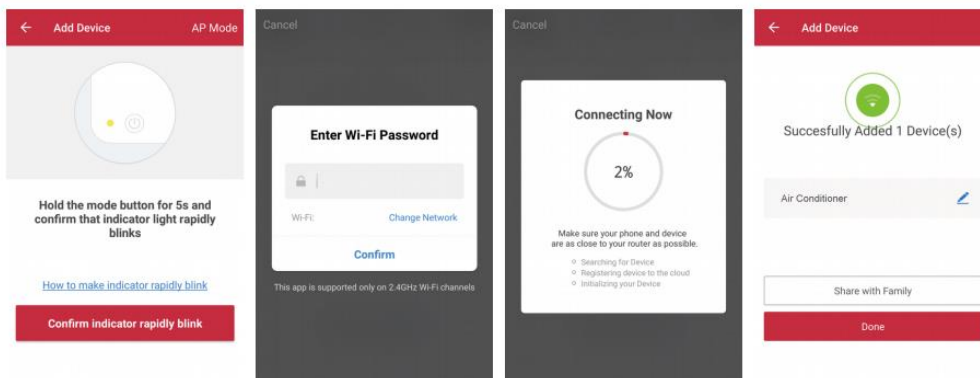 Add Device
AP Mode
Hold the mode button for 5s and
confirm that indicator light rapidly
blinks
How to make indicator rapidly blink
Confirm indicator rapidly blink
Cancel
Enter Wi-Fi Password
Wi-Fi:
Change Network
Confirm
This app is supported only on 2.4GHz Wi-Fi channels
Cancel
Connecting Now
2%
Make sure your phone and device
are as close to your router as possible.
Searching for Device
Registering device to the cloud
Initializing your Device
Add Device
Succesfully Added 1 Device(s)
Air Conditioner
Share with Family
Done